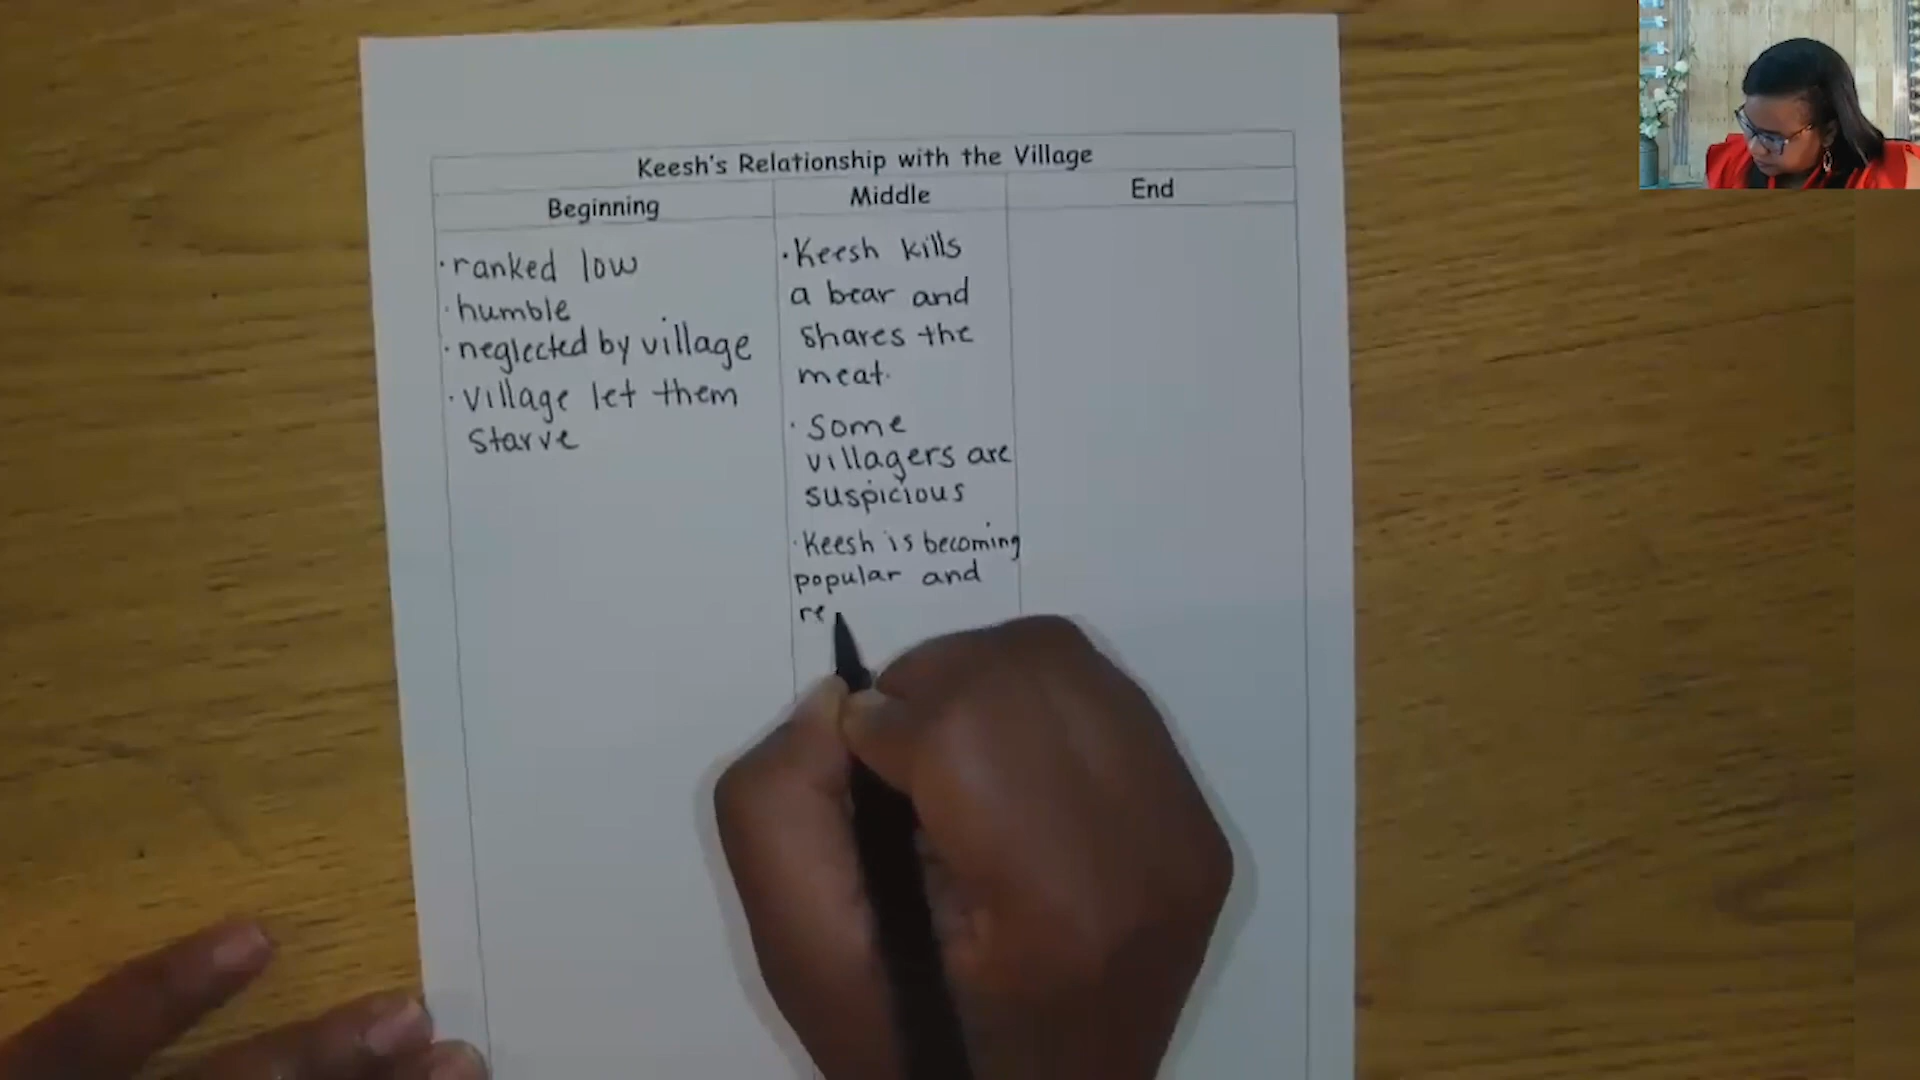 Keesh's Relationship with the Village
Beginning
Middle
End
·ranked low
·humble
·neglected by village
·village let them
starve
·Keesh kills
a bear and
shares the
meat.
·Some
villagers are
suspicious
·Keesh is becoming
popular and
re